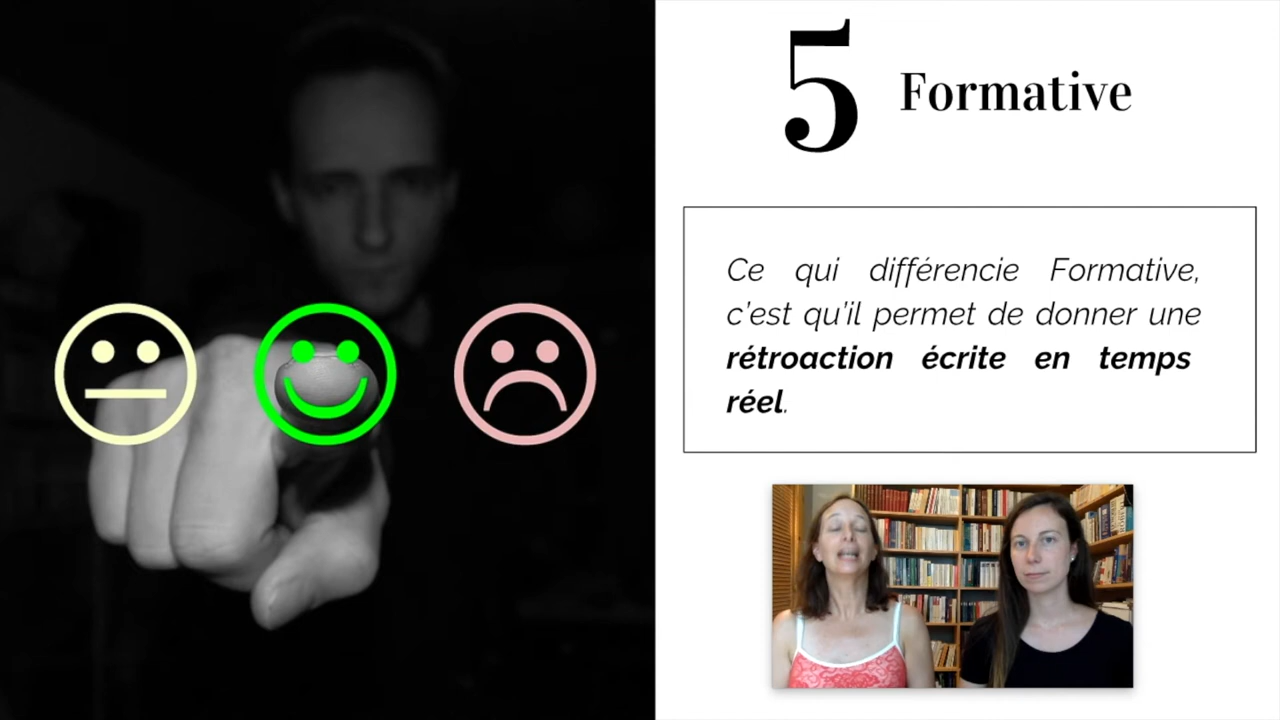 5 Formative
Ce qui différencie Formative,
c'est qu'il permet de donner une
rétroaction écrite en temps
réel.